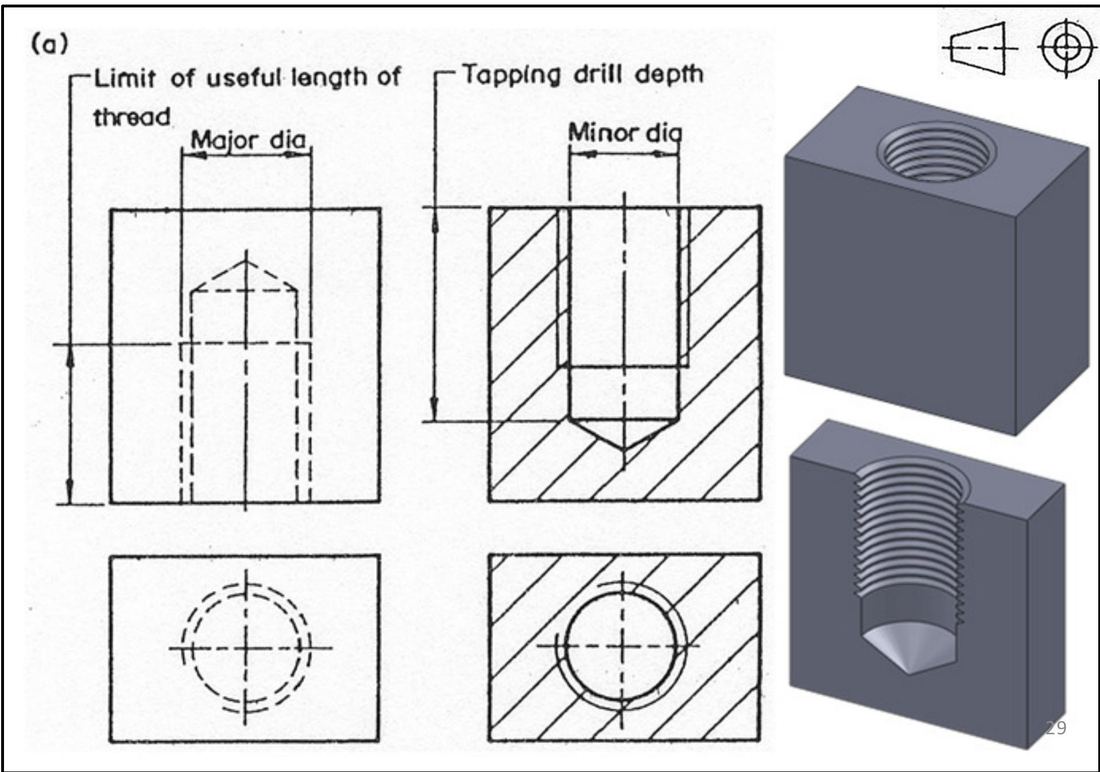 (a)
Limit of useful length of
thread
Major dia
Tapping drill depth
Minor dia
29